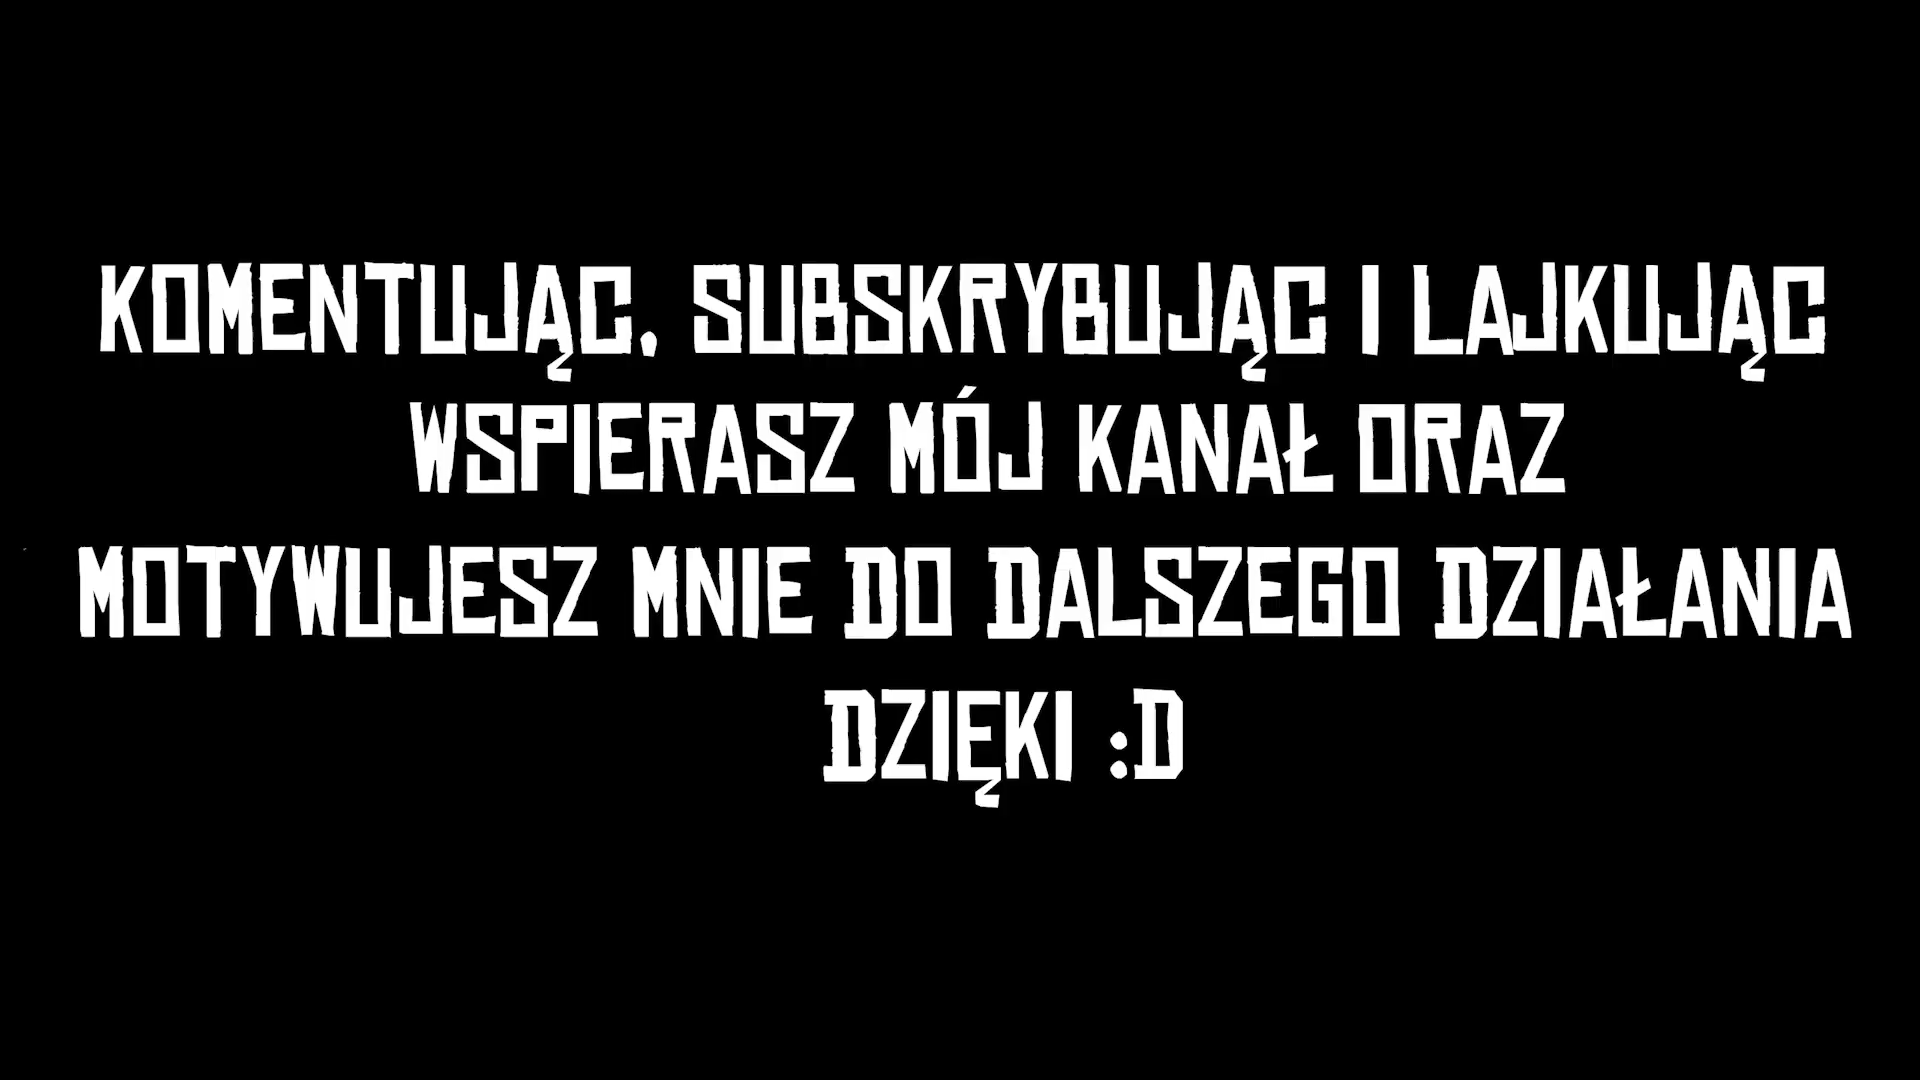 KOMENTUJĄC, SUBSKRYBUJĄC I LAJKUJĄC
WSPIERASZ MÓJ KANAŁ ORAZ
MOTYWUJESZ MNIE DO DALSZEGO DZIAŁANIA
DZIĘKI :D